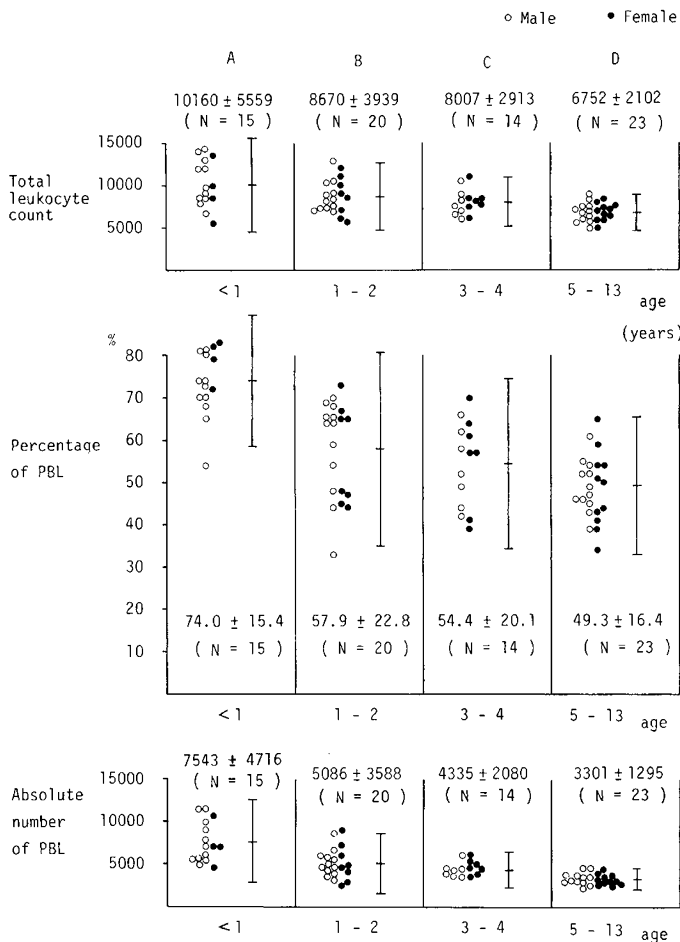 ○ Male ● Female
A B C D
10160 ± 5559 8670 ± 3939 8007 ± 2913 6752 ± 2102
( N = 15 ) ( N = 20 ) ( N = 14 ) ( N = 23 )
Total
leukocyte
count
15000
10000
5000
<1 1 - 2 3 - 4 5 - 13 age
(years)
%
Percentage
of PBL
80
70
60
50
40
30
20
10
74.0 ± 15.4 57.9 ± 22.8 54.4 ± 20.1 49.3 ± 16.4
( N = 15 ) ( N = 20 ) ( N = 14 ) ( N = 23 )
<1 1 - 2 3 - 4 5 - 13 age
7543 ± 4716 5086 ± 3588 4335 ± 2080 3301 ± 1295
( N = 15 ) ( N = 20 ) ( N = 14 ) ( N = 23 )
Absolute
number
of PBL
15000
10000
5000
<1 1 - 2 3 - 4 5 - 13 age